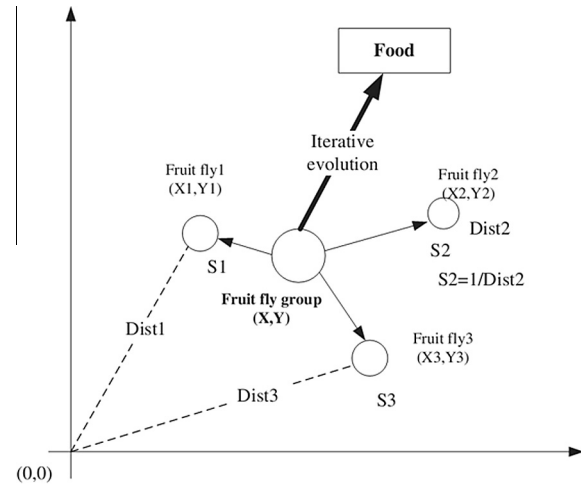 Food
Iterative
evolution
Fruit fly1
(X1,Y1)
Fruit fly2
(X2,Y2)
Dist2
S2
S1
S2=1/Dist2
Fruit fly group
(X,Y)
Dist1
Fruit fly3
(X3,Y3)
Dist3
S3
(0,0)